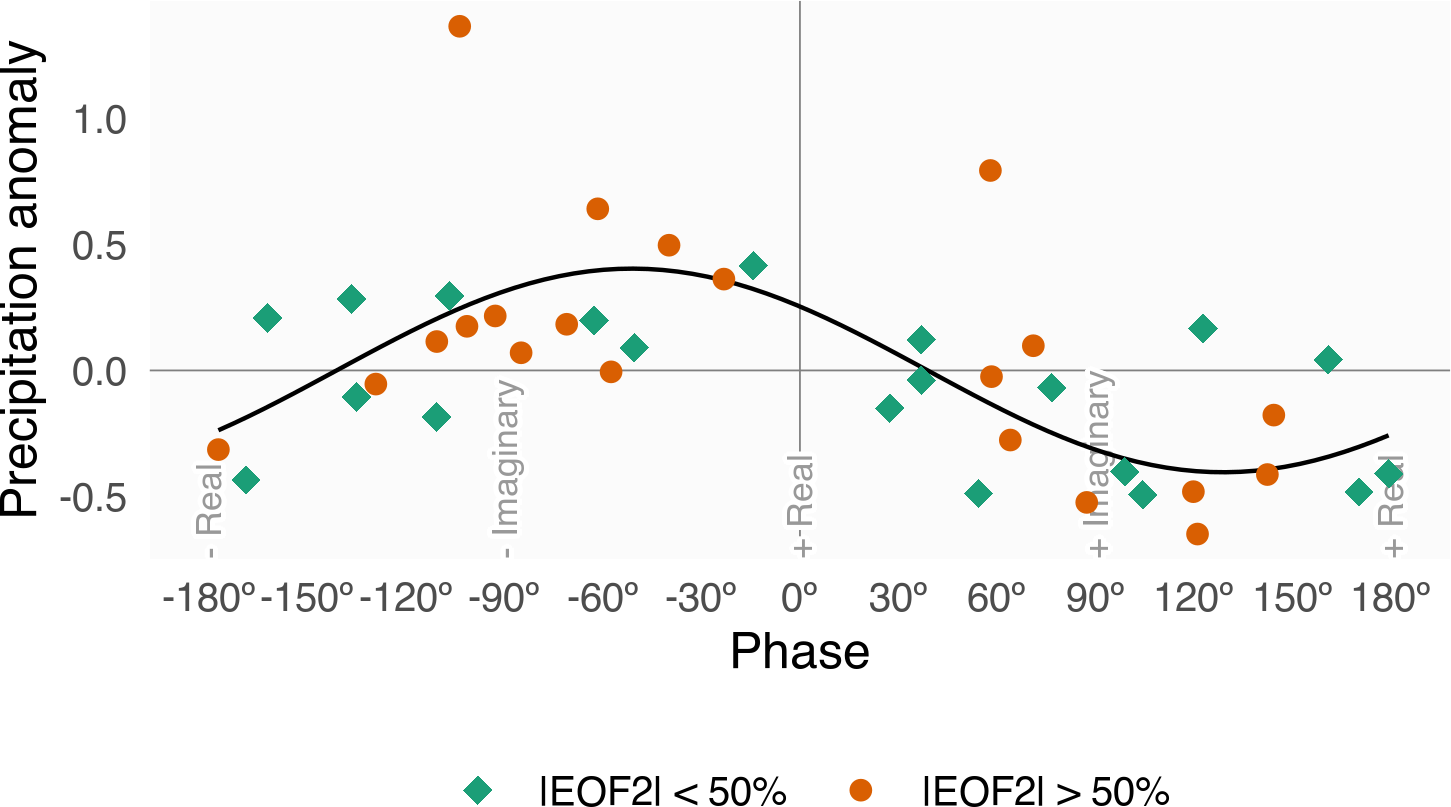 Precipitation anomaly
1.0
0.5
0.0
-0.5
- Real
- Imaginary
+ Real
+ Imaginary
+ Real
-180º -150º -120º -90º -60º -30º 0º 30º 60º 90º 120º 150º 180º
Phase
|EOF2| < 50% |EOF2| > 50%